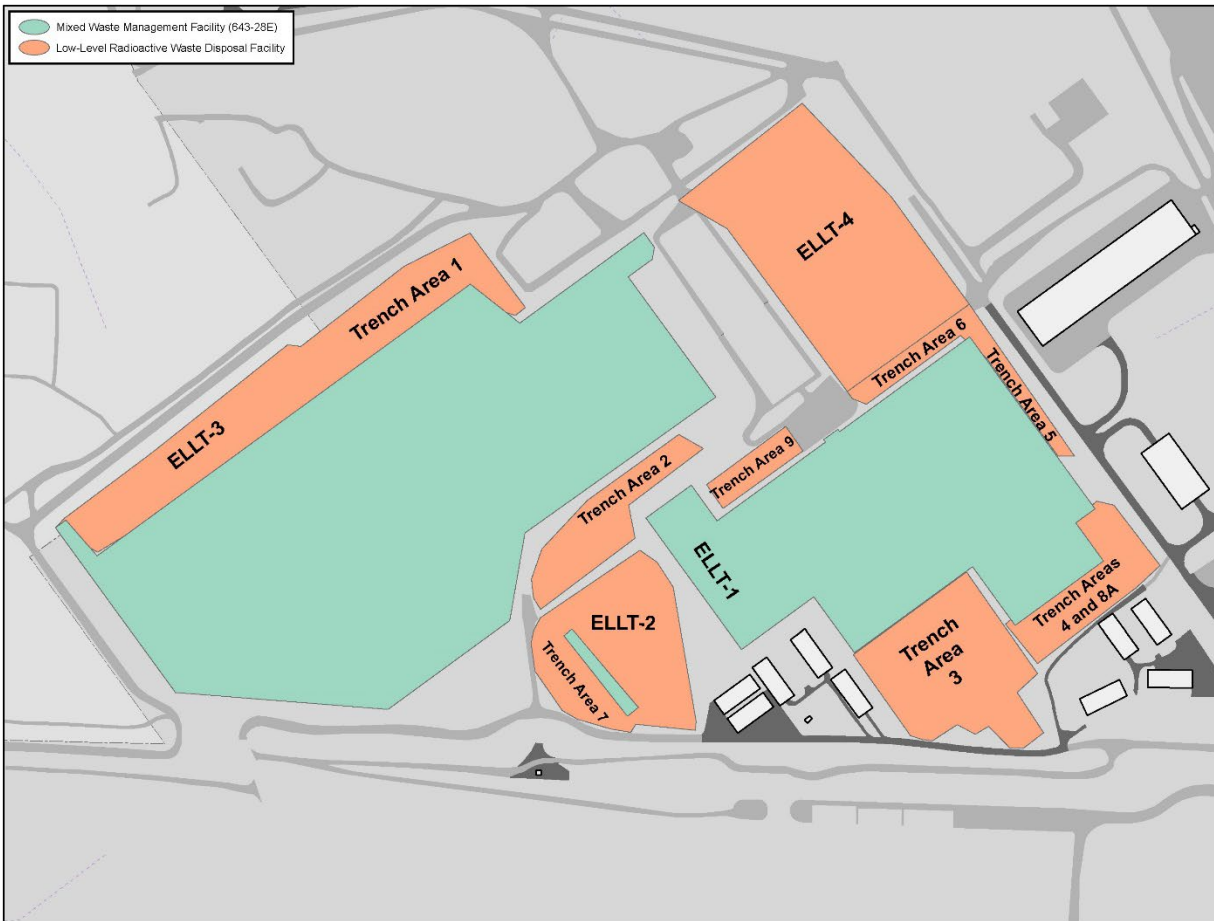 Mixed Waste Management Facility (643-28E)
Low-Level Radioactive Waste Disposal Facility
ELLT-4
Trench Area 1
Trench Area 6
Trench Area 5
ELLT-3
Trench Area 2
Trench Area 9
ELLT-1
ELLT-2
Trench Area 7
Trench
Area
3
Trench Areas
4 and 8A